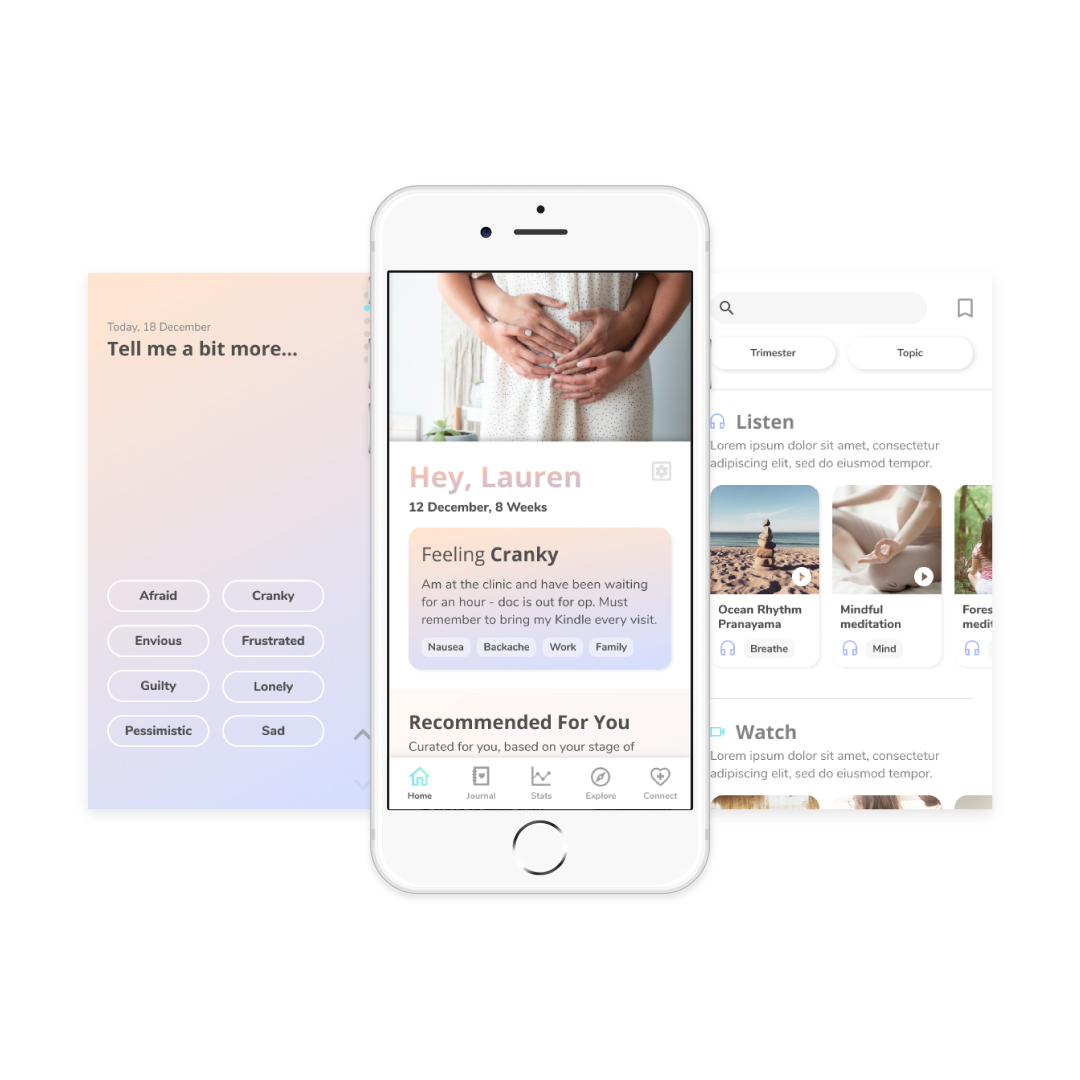 Today, 18 December
Tell me a bit more...
Afraid
Cranky
Envious
Frustrated
Guilty
Lonely
Pessimistic
Sad
Hey, Lauren
12 December, 8 Weeks
Feeling Cranky
Am at the clinic and have been waiting
for an hour - doc is out for op. Must
remember to bring my Kindle every visit.
Nausea
Backache
Work
Family
Recommended For You
Curated for you, based on your stage of
Home
Journal
Stats
Explore
Connect
Trimester
Topic
Listen
Lorem ipsum dolor sit amet, consectetur
adipiscing elit, sed do eiusmod tempor.
Ocean Rhythm
Pranayama
Breathe
Mindful
meditation
Mind
Watch
Lorem ipsum dolor sit amet, consectetur
adipiscing elit, sed do eiusmod tempor.